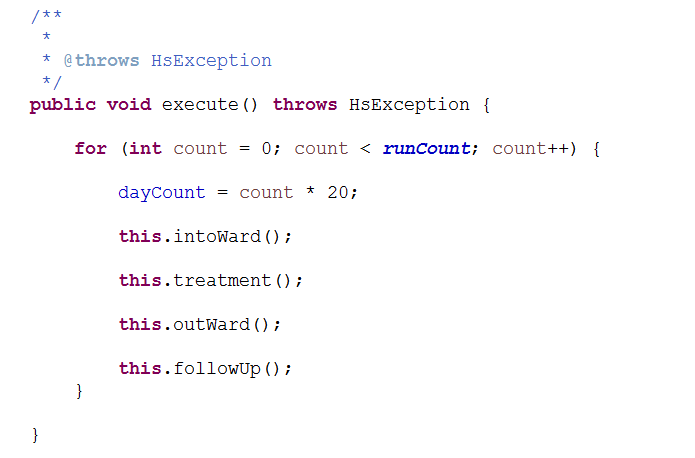 /**
 *
 * @throws HsException
 */
public void execute() throws HsException {
    for (int count = 0; count < runCount; count++) {
        dayCount = count * 20;
        this.intoWard();
        this.treatment();
        this.outWard();
        this.followUp();
    }
}